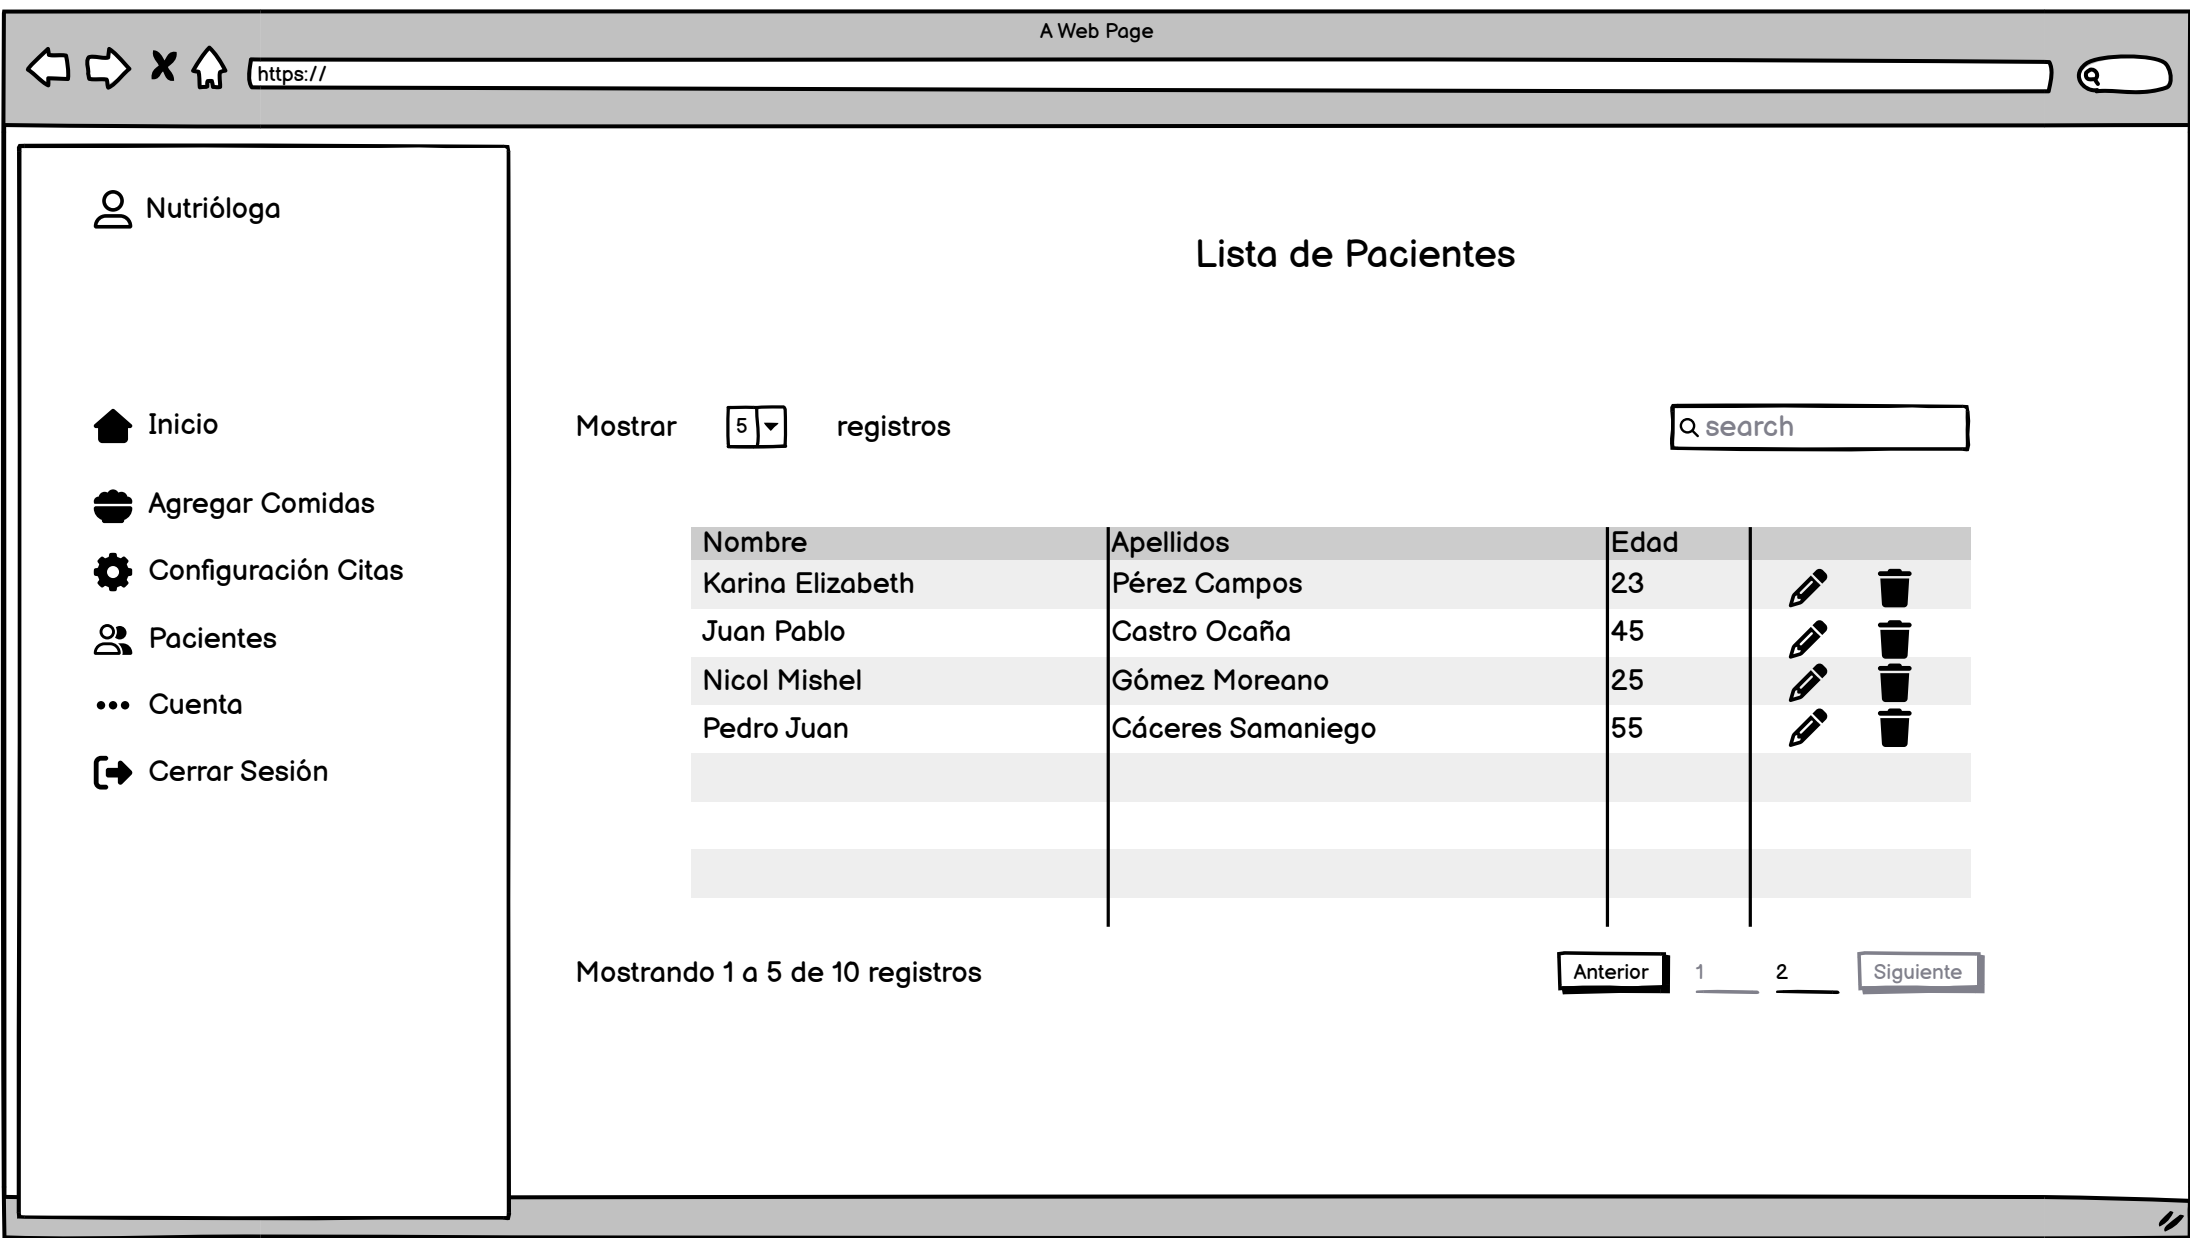 A Web Page
https://
Nutrióloga
Lista de Pacientes
Inicio
Agregar Comidas
Configuración Citas
Pacientes
Cuenta
Cerrar Sesión
Mostrar 5 registros
search
Nombre Apellidos Edad
Karina Elizabeth Pérez Campos 23
Juan Pablo Castro Ocaña 45
Nicol Mishel Gómez Moreano 25
Pedro Juan Cáceres Samaniego 55
Mostrando 1 a 5 de 10 registros
Anterior 1 2 Siguiente